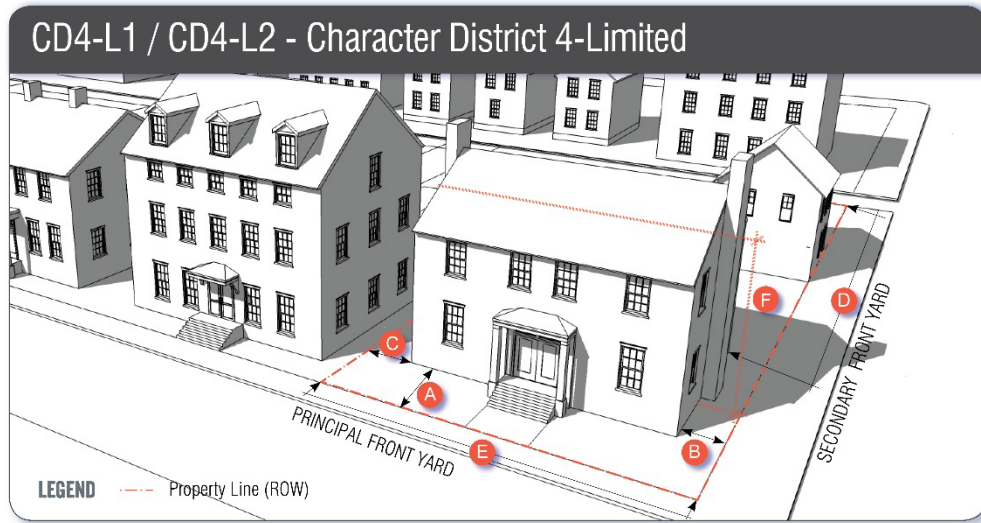 CD4-L1 / CD4-L2 - Character District 4-Limited
F
D
C
A
PRINCIPAL FRONT YARD
E
B
SECONDARY FRONT YARD
LEGEND Property Line (ROW)